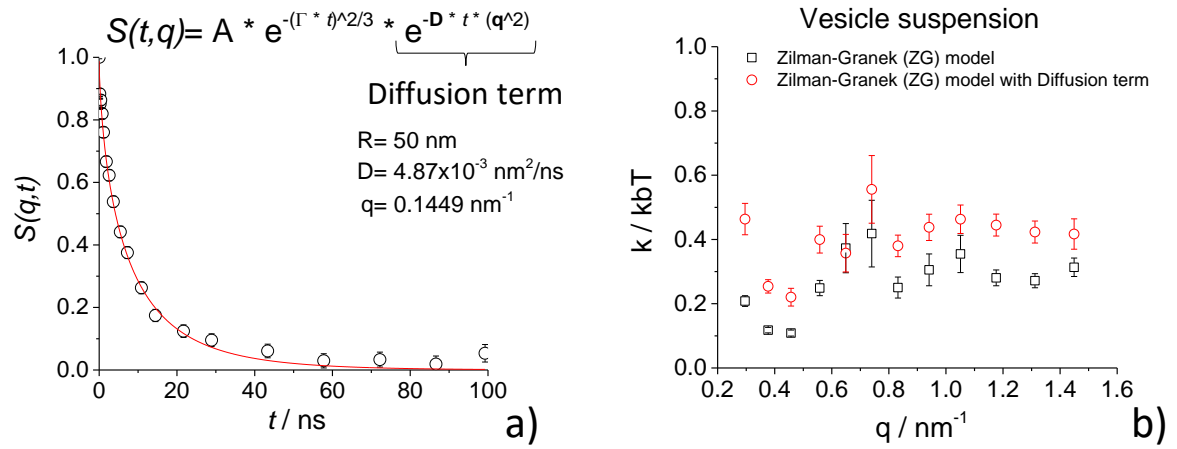 S(t,q)= A * e-(Γ * t)^2/3 * e-D * t * (q^2)
Diffusion term
R= 50 nm
D= 4.87x10-3 nm2/ns
q= 0.1449 nm-1
1.0
0.8
0.6
0.4
0.2
0.0
S(q,t)
0 20 40 60 80 100
t / ns
a)
Vesicle suspension
Zilman-Granek (ZG) model
Zilman-Granek (ZG) model with Diffusion term
1.0
0.8
0.6
0.4
0.2
0.0
k / kbT
0.2 0.4 0.6 0.8 1.0 1.2 1.4 1.6
q / nm-1
b)